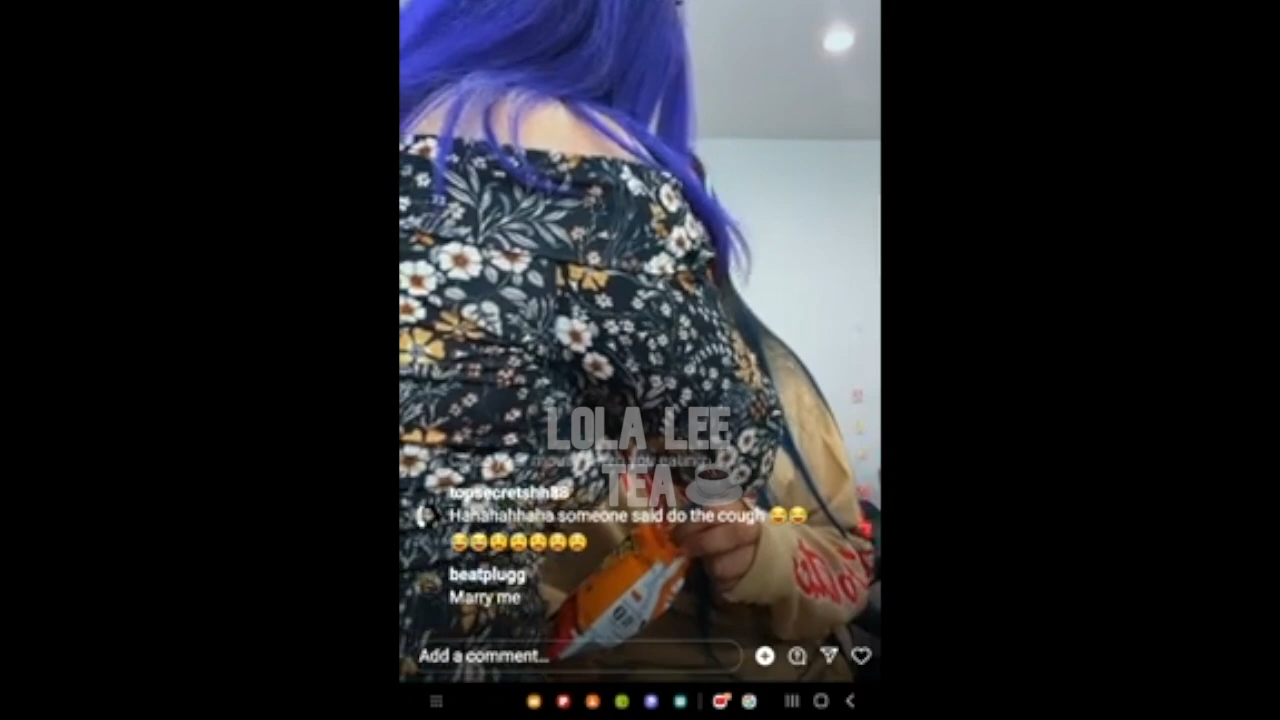 LOLA LEE
TEA
topsecretshh88
Hahahahhaha someone said do the cough 😂😂
😂😂😩😩😩😩😩
beatplugg
Marry me
Add a comment...